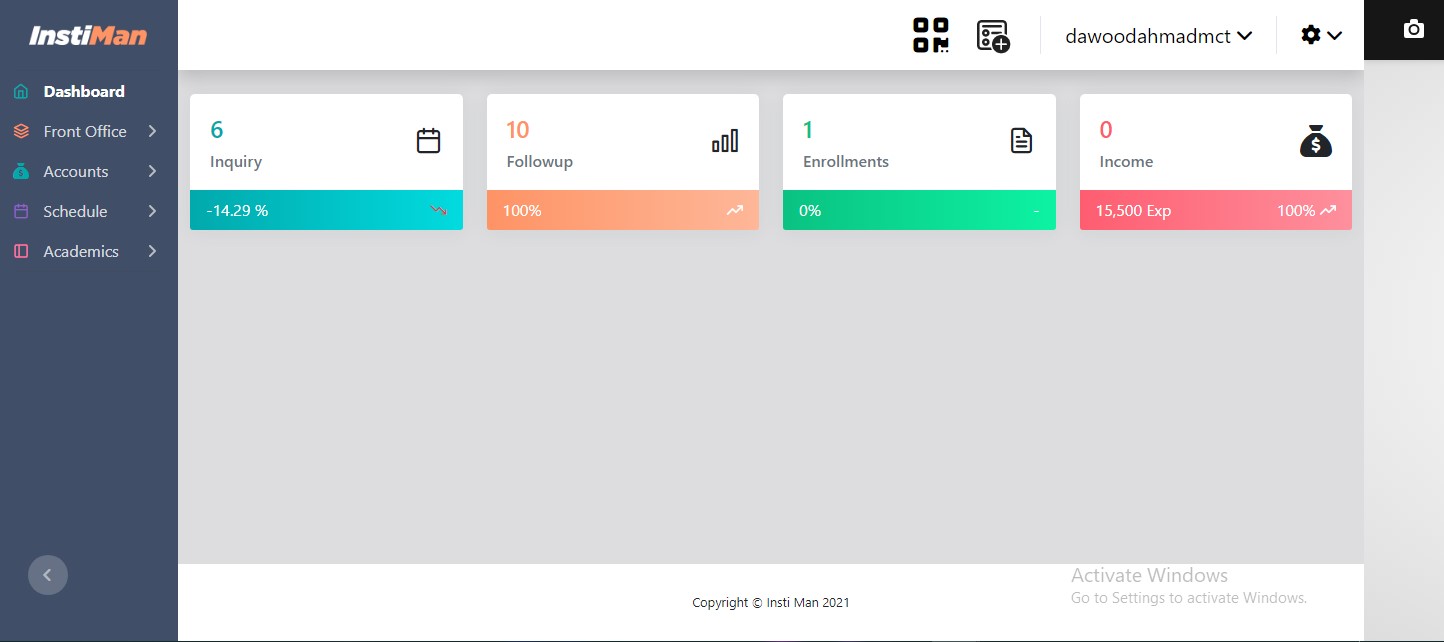 InstiMan
dawoodahmadmct
Dashboard
Front Office
Accounts
Schedule
Academics
6
Inquiry
-14.29 %
10
Followup
100%
1
Enrollments
0%
-
0
Income
15,500 Exp
100%
Activate Windows
Go to Settings to activate Windows.
Copyright © Insti Man 2021